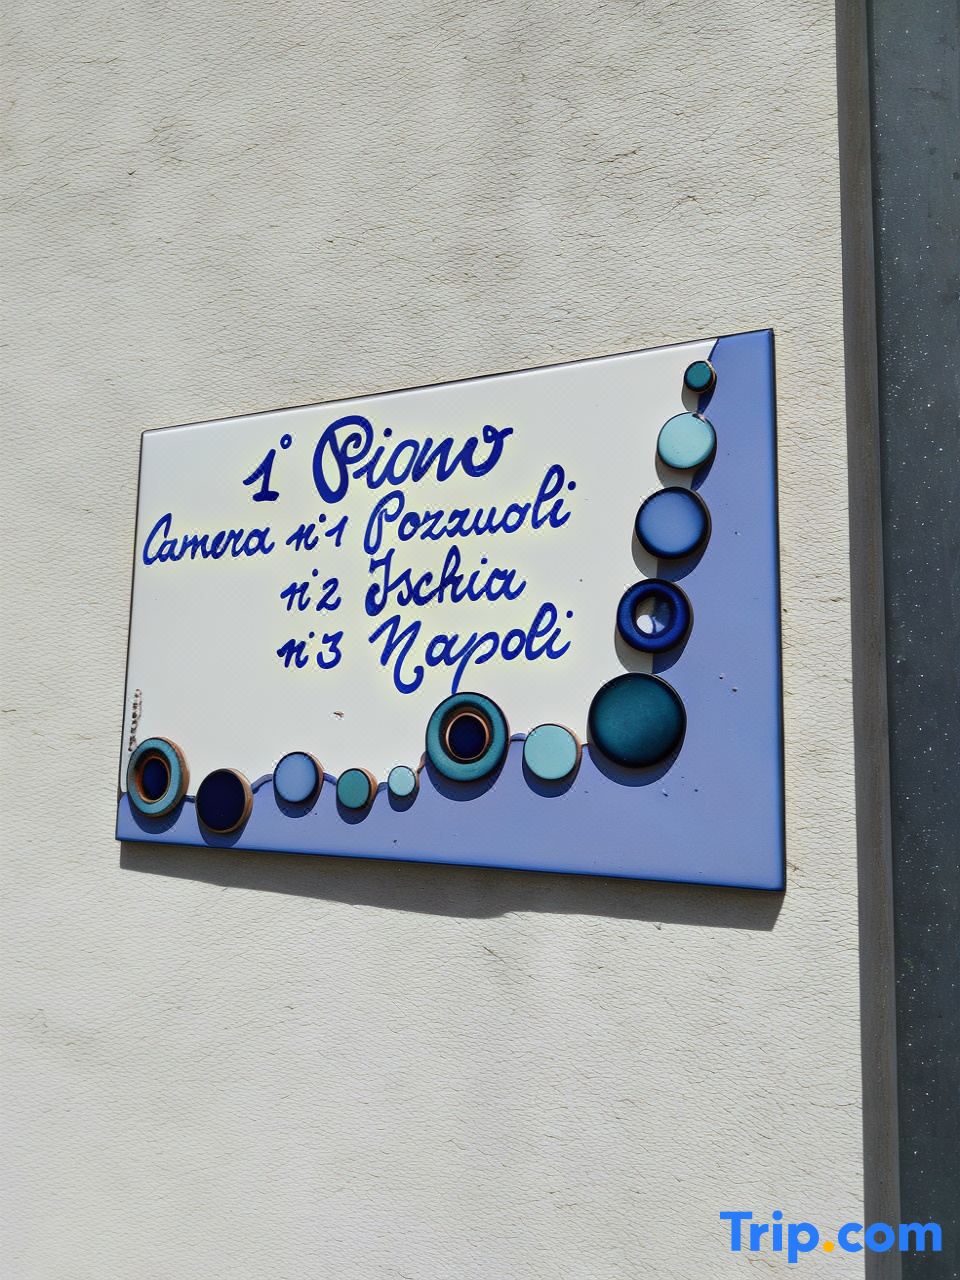 1° Piano
Camera n°1 Pozzuoli
n°2 Ischia
n°3 Napoli
Trip.com